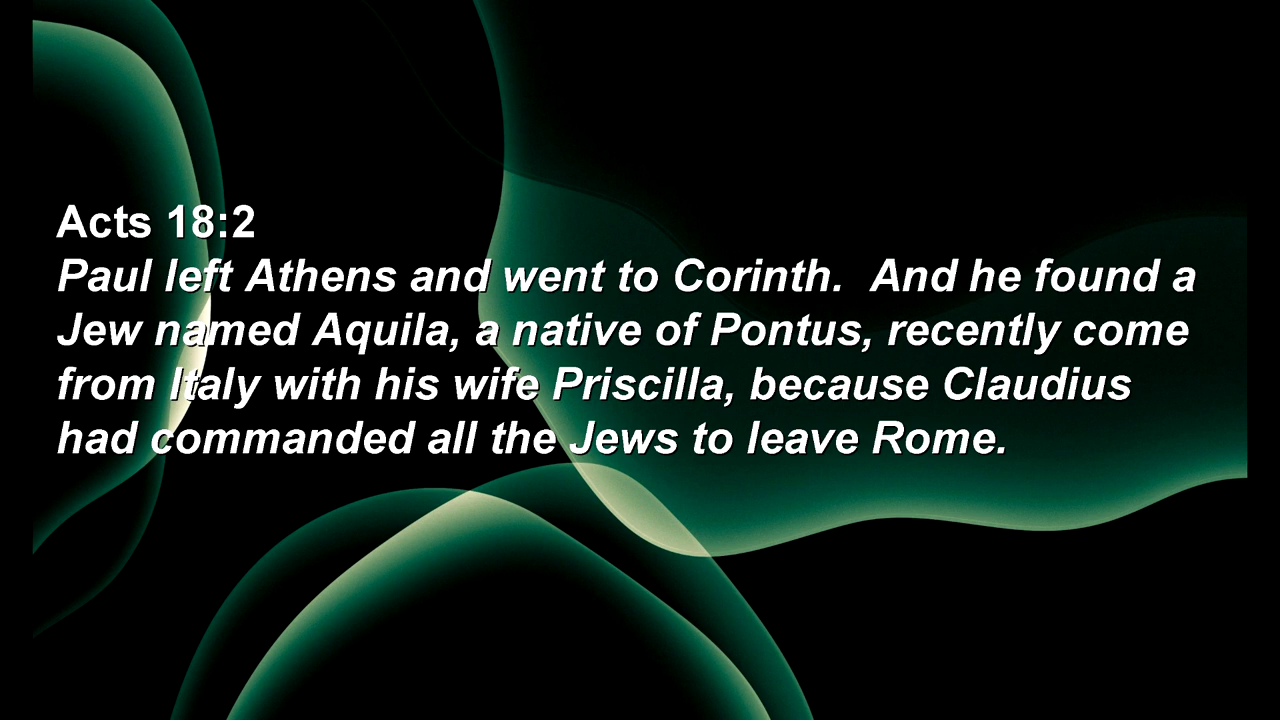 Acts 18:2
Paul left Athens and went to Corinth.  And he found a
Jew named Aquila, a native of Pontus, recently come
from Italy with his wife Priscilla, because Claudius
had commanded all the Jews to leave Rome.